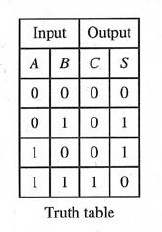 Input Output
A B C S
0 0 0 0
0 1 0 1
1 0 0 1
1 1 1 0
Truth table